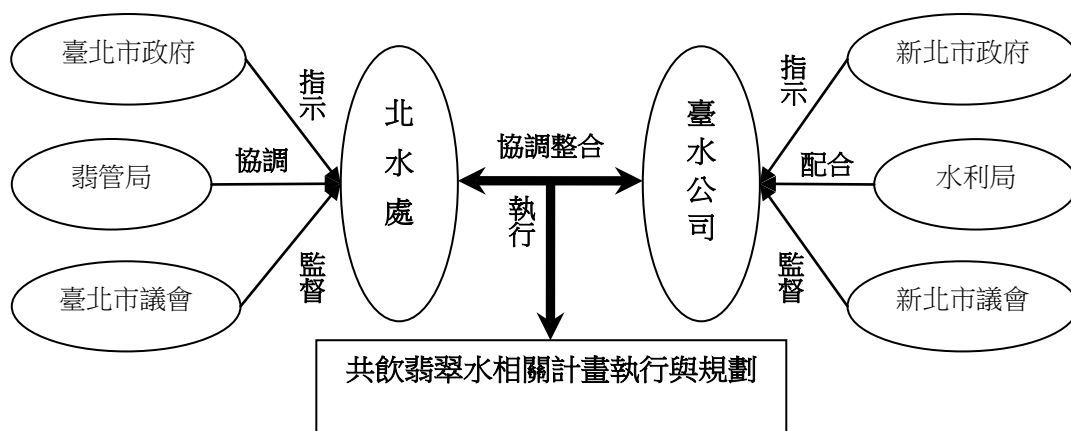 臺北市政府
指示
翡管局
協調
臺北市議會
監督
北水處
協調整合
執行
臺水公司
新北市政府
指示
水利局
配合
新北市議會
監督
共飲翡翠水相關計畫執行與規劃